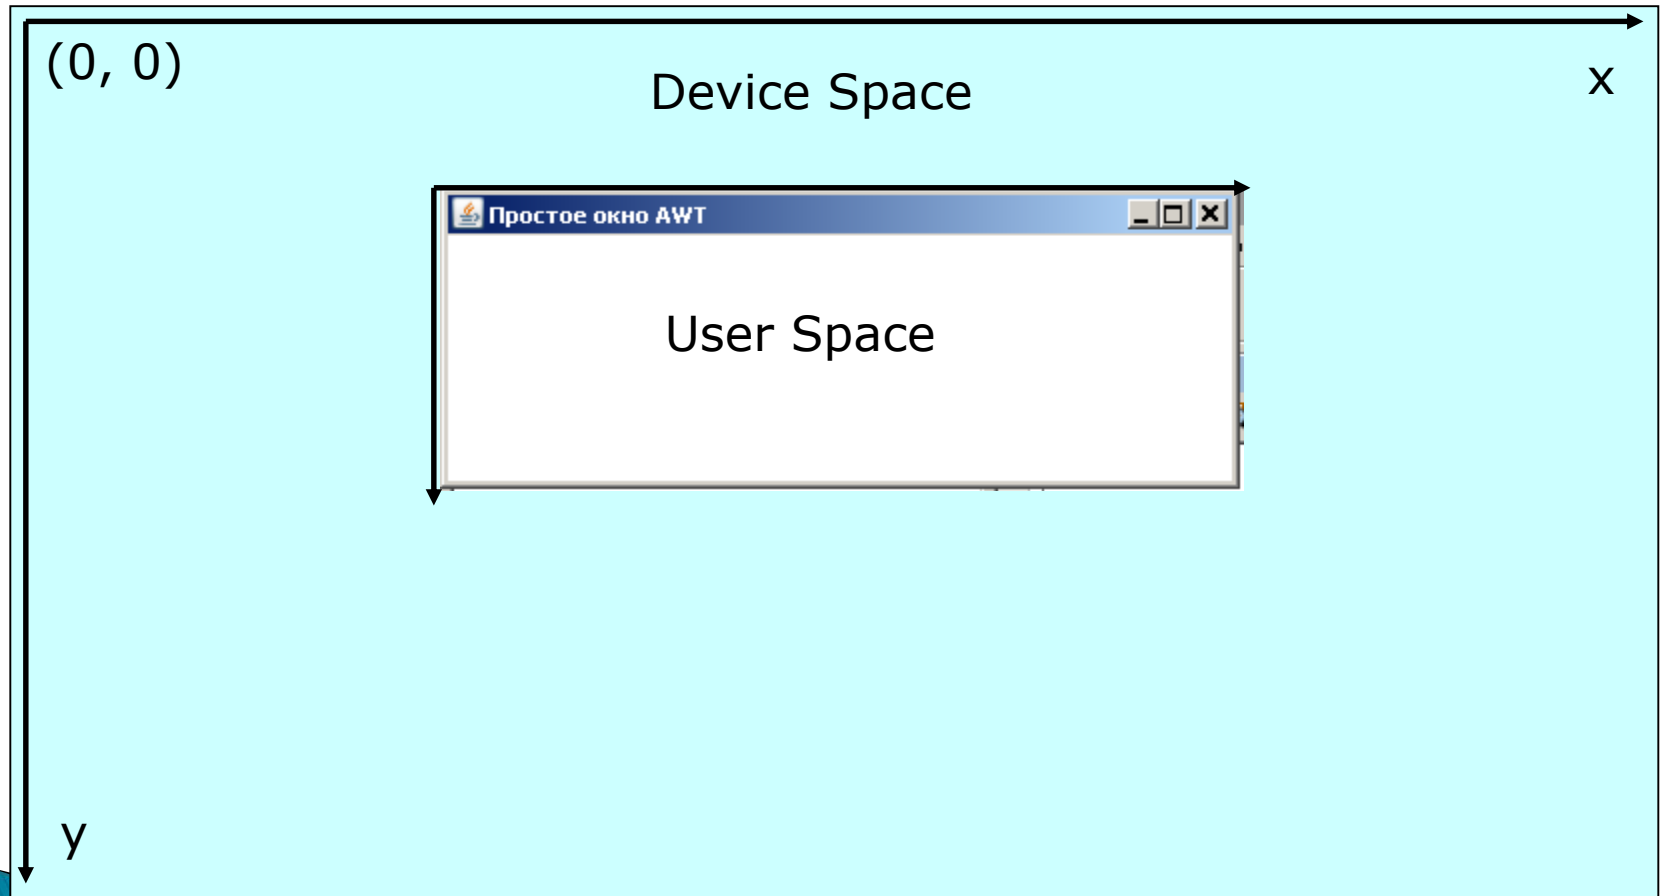 (0, 0)
Device Space
x
Простое окно AWT
User Space
y